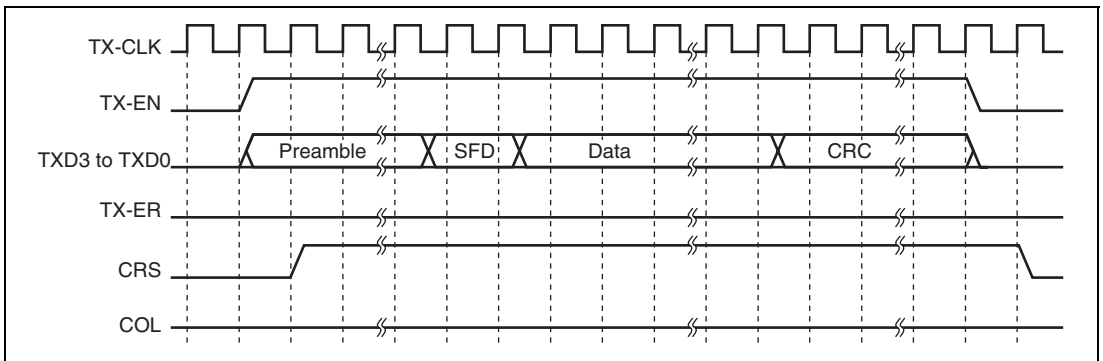 TX-CLK
TX-EN
TXD3 to TXD0
Preamble
SFD
Data
CRC
TX-ER
CRS
COL